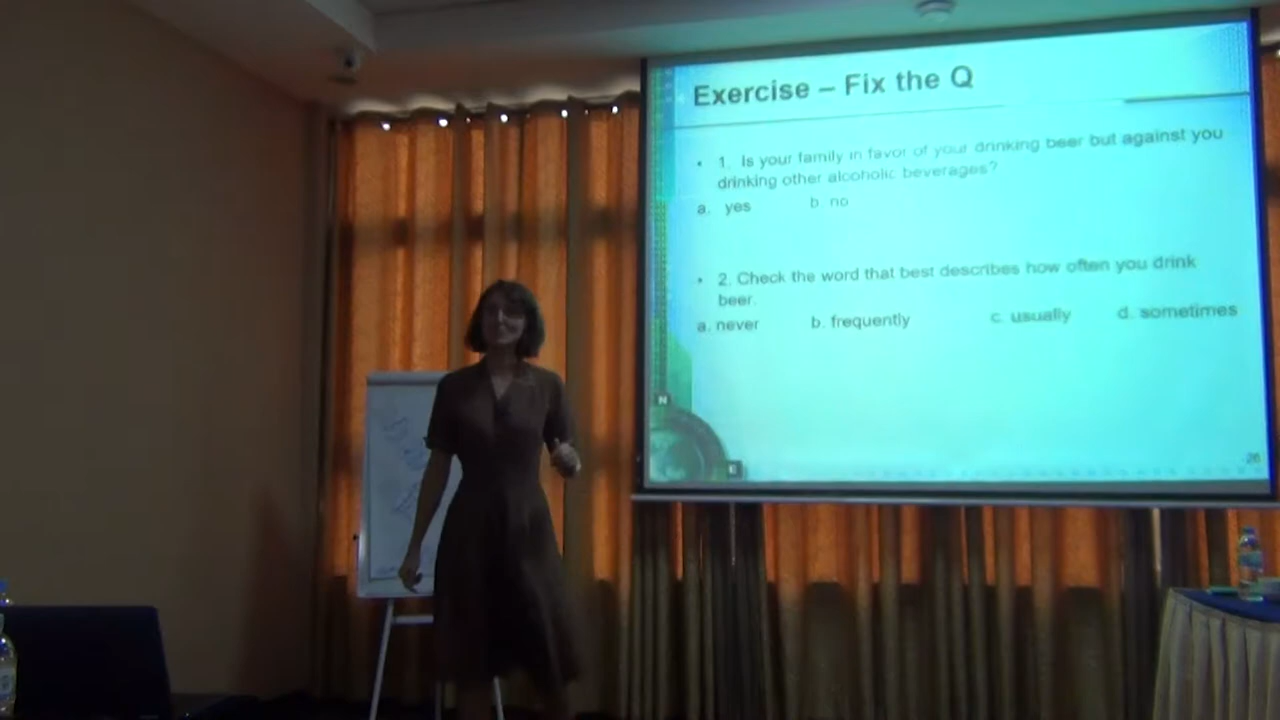 Exercise – Fix the Q
• 1. Is your family in favor of your drinking beer but against you
drinking other alcoholic beverages?
a. yes b. no
• 2. Check the word that best describes how often you drink
beer.
a. never b. frequently c. usually d. sometimes
N
E
26